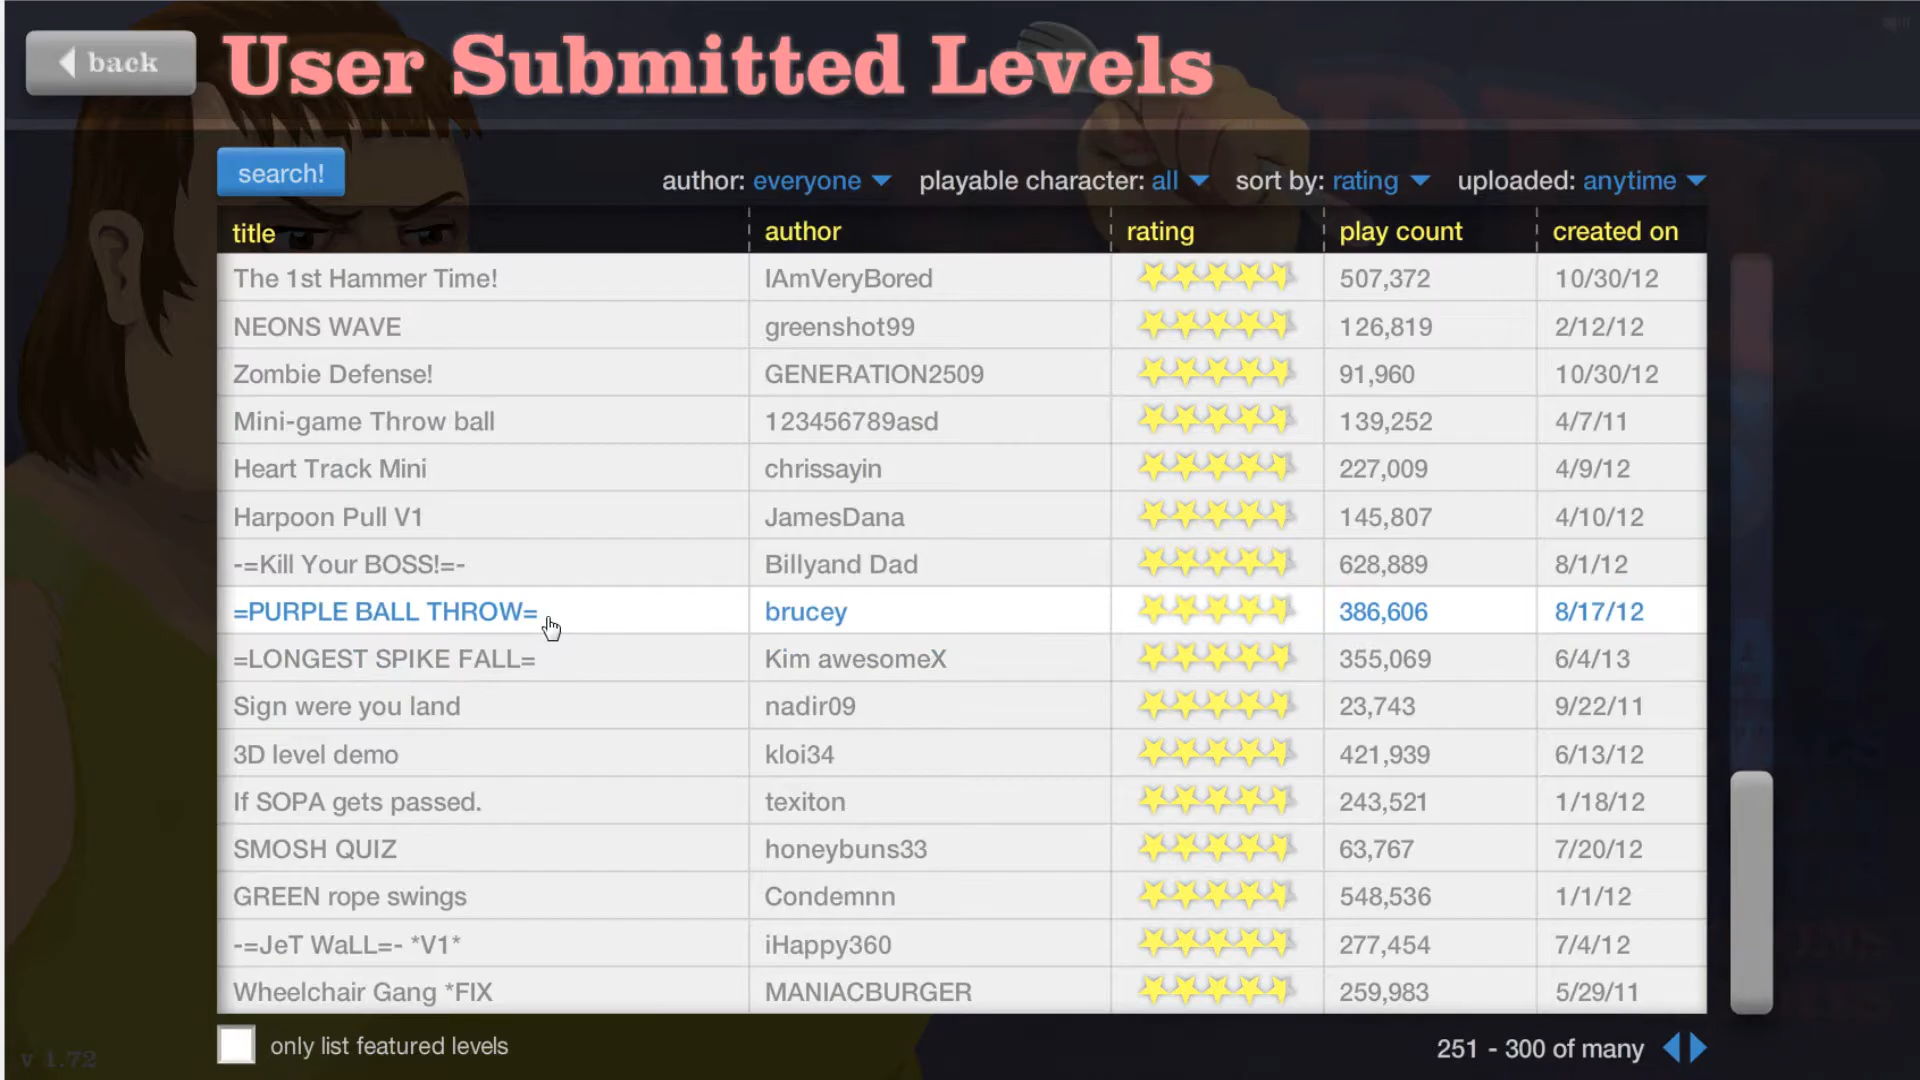 back
User Submitted Levels
search!
author: everyone playable character: all sort by: rating uploaded: anytime
title author rating play count created on
The 1st Hammer Time! IAmVeryBored 507,372 10/30/12
NEONS WAVE greenshot99 126,819 2/12/12
Zombie Defense! GENERATION2509 91,960 10/30/12
Mini-game Throw ball 123456789asd 139,252 4/7/11
Heart Track Mini chrissayin 227,009 4/9/12
Harpoon Pull V1 JamesDana 145,807 4/10/12
-=Kill Your BOSS!=- Billyand Dad 628,889 8/1/12
=PURPLE BALL THROW= brucey 386,606 8/17/12
=LONGEST SPIKE FALL= Kim awesomeX 355,069 6/4/13
Sign were you land nadir09 23,743 9/22/11
3D level demo kloi34 421,939 6/13/12
If SOPA gets passed. texiton 243,521 1/18/12
SMOSH QUIZ honeybuns33 63,767 7/20/12
GREEN rope swings Condemnn 548,536 1/1/12
-=JeT WaLL=- *V1* iHappy360 277,454 7/4/12
Wheelchair Gang *FIX MANIACBURGER 259,983 5/29/11
only list featured levels
251 - 300 of many
v 1.72